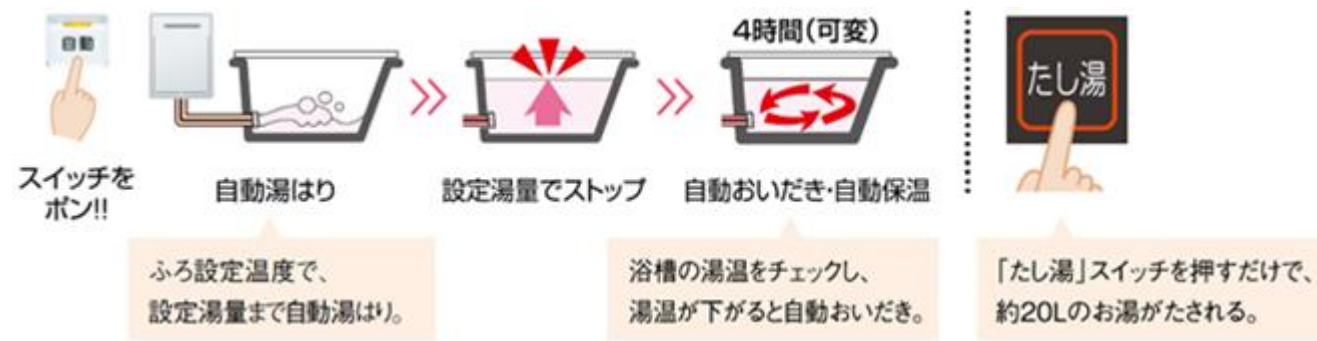 自動
スイッチを
ポン!!
自動湯はり
ふろ設定温度で、
設定湯量まで自動湯はり。
設定湯量でストップ
4時間(可変)
自動おいだき・自動保温
浴槽の湯温をチェックし、
湯温が下がると自動おいだき。
たし湯
「たし湯」スイッチを押すだけで、
約20Lのお湯がたされる。